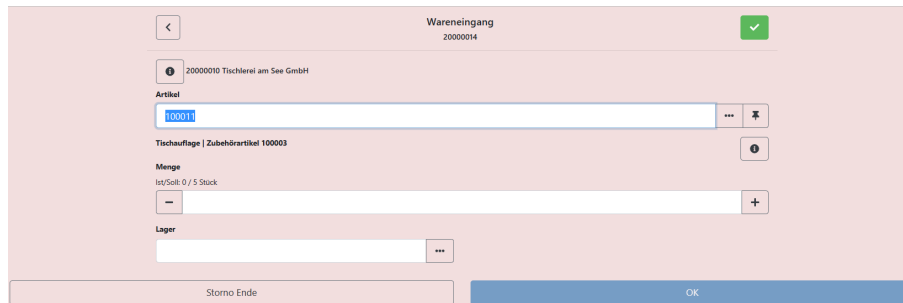 Wareneingang
20000014
20000010 Tischlerei am See GmbH
Artikel
100011
Tischauflage | Zubehörartikel 100003
Menge
Ist/Soll: 0 / 5 Stück
Lager
Storno Ende
OK